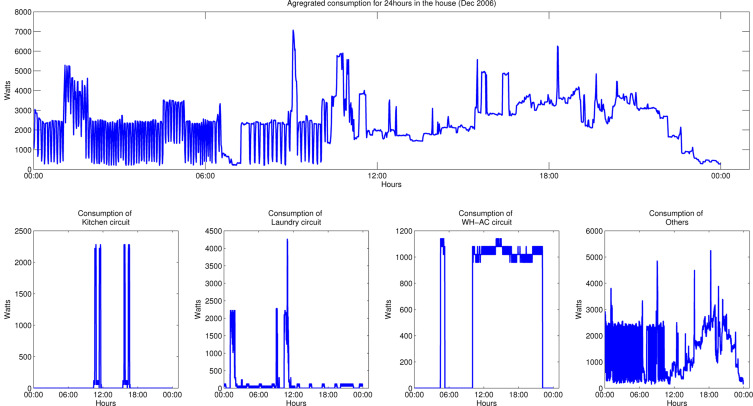 Agregrated consumption for 24hours in the house (Dec 2006)
8000
7000
6000
5000
4000
3000
2000
1000
0
Watts
00:00 06:00 12:00 18:00 00:00
Hours
Consumption of
Kitchen circuit
2500
2000
1500
1000
500
0
Watts
00:00 06:00 12:00 18:00 00:00
Hours
Consumption of
Laundry circuit
4500
4000
3500
3000
2500
2000
1500
1000
500
0
Watts
00:00 06:00 12:00 18:00 00:00
Hours
Consumption of
WH−AC circuit
1200
1000
800
600
400
200
0
Watts
00:00 06:00 12:00 18:00 00:00
Hours
Consumption of
Others
6000
5000
4000
3000
2000
1000
0
Watts
00:00 06:00 12:00 18:00 00:00
Hours